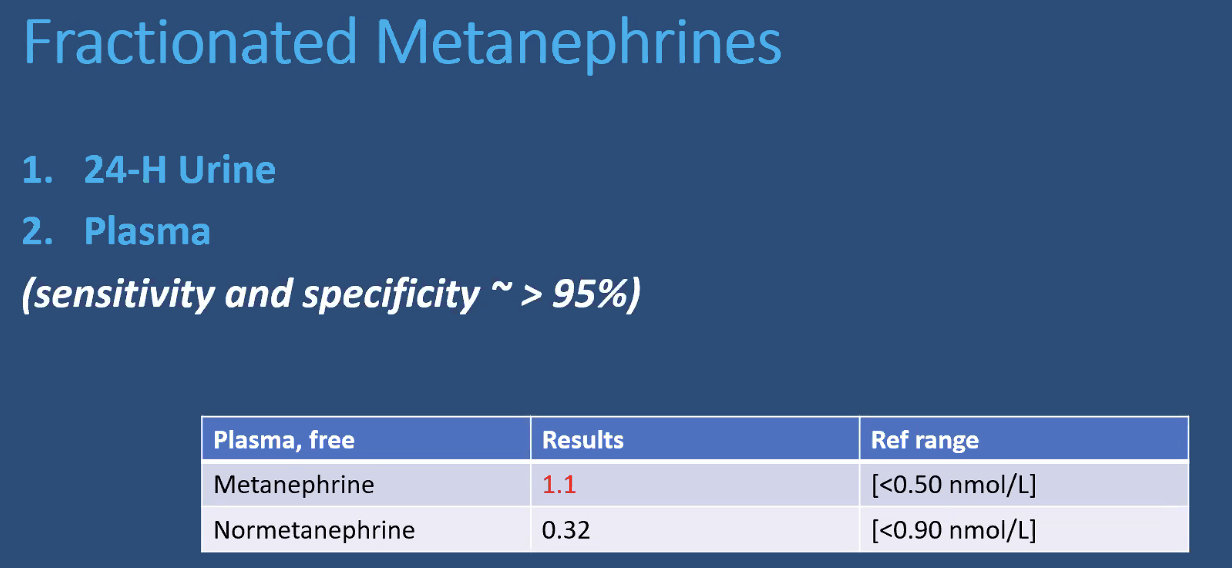 Fractionated Metanephrines
1. 24-H Urine
2. Plasma
(sensitivity and specificity ~ > 95%)
Plasma, free Results Ref range
Metanephrine 1.1 [<0.50 nmol/L]
Normetanephrine 0.32 [<0.90 nmol/L]